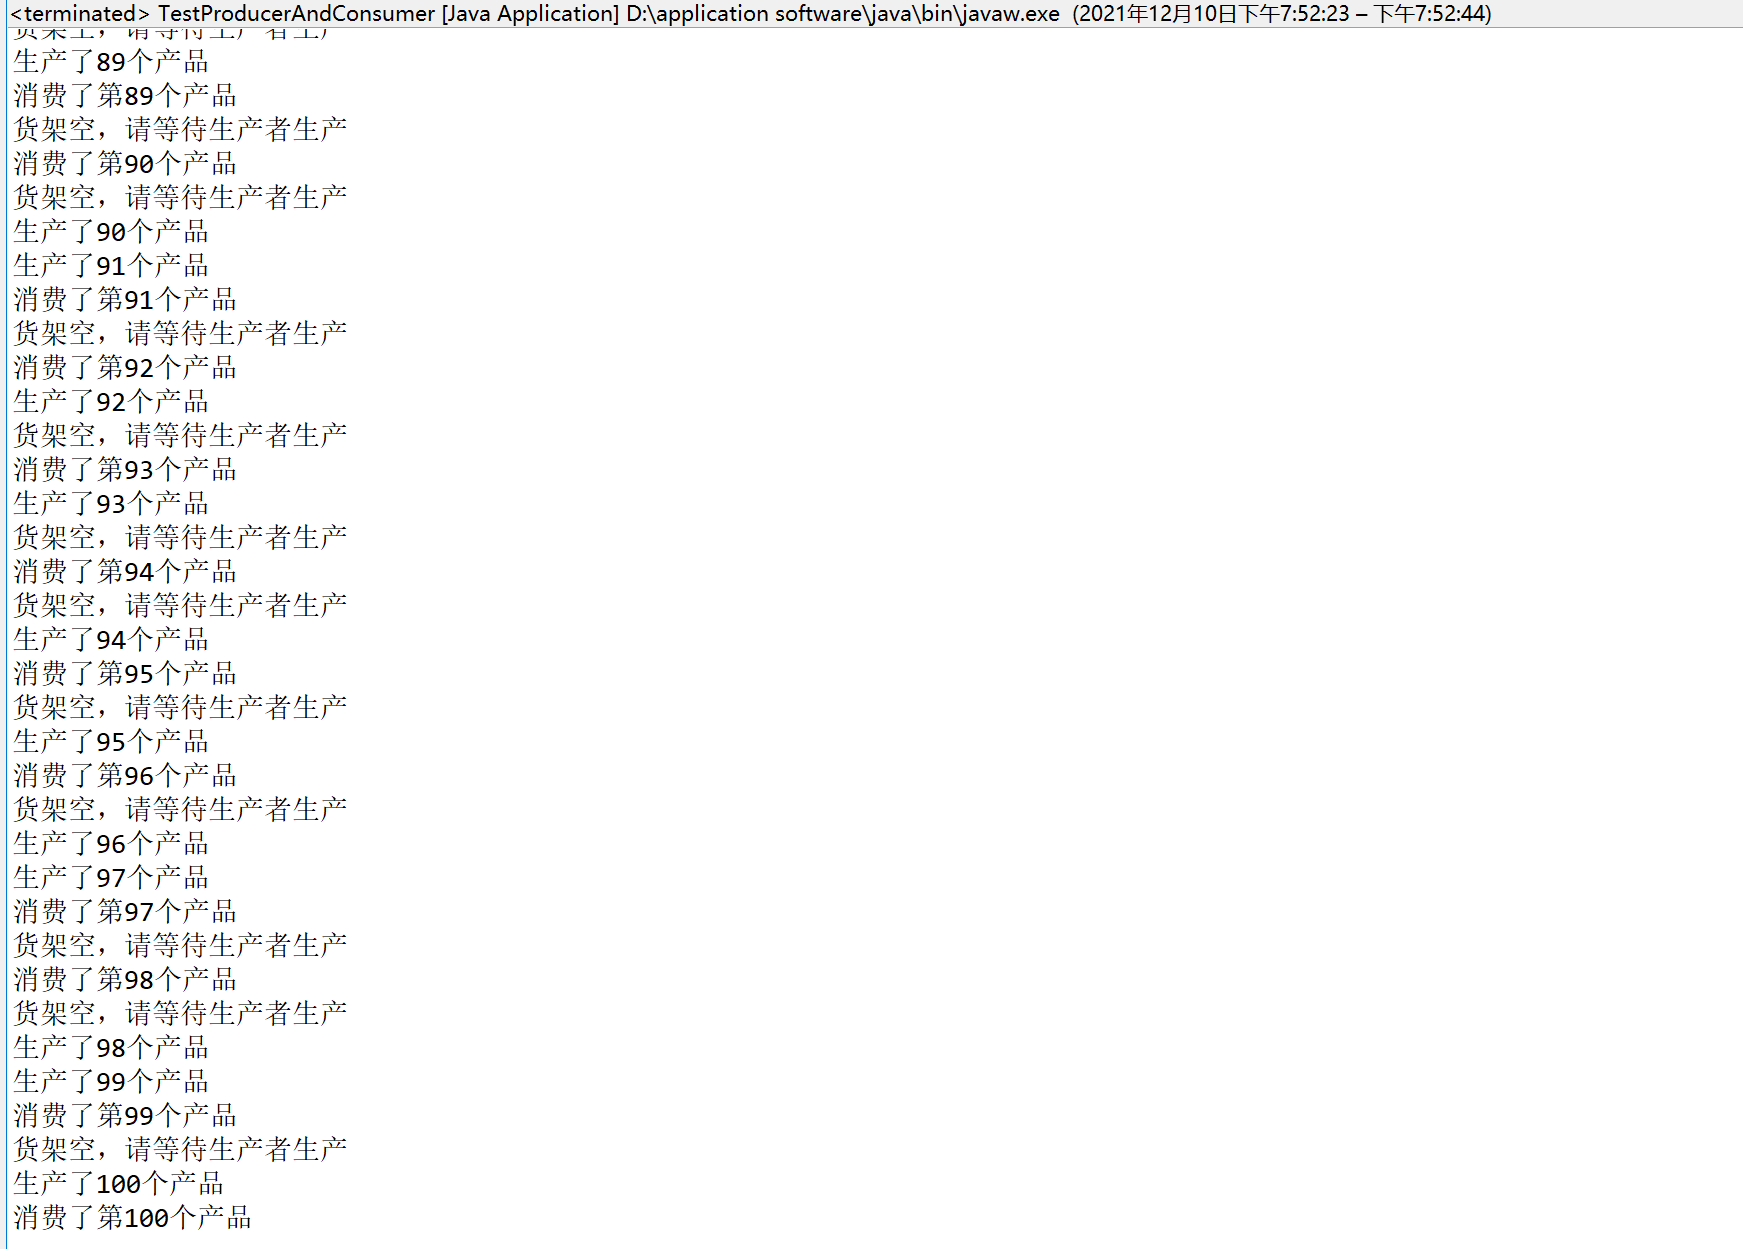 <terminated> TestProducerAndConsumer [Java Application] D:\application software\java\bin\javaw.exe (2021年12月10日下午7:52:23 – 下午7:52:44)
货架空，请等待生产者生产
生产了89个产品
消费了第89个产品
货架空，请等待生产者生产
消费了第90个产品
货架空，请等待生产者生产
生产了90个产品
生产了91个产品
消费了第91个产品
货架空，请等待生产者生产
消费了第92个产品
生产了92个产品
货架空，请等待生产者生产
消费了第93个产品
生产了93个产品
货架空，请等待生产者生产
消费了第94个产品
货架空，请等待生产者生产
生产了94个产品
消费了第95个产品
货架空，请等待生产者生产
生产了95个产品
消费了第96个产品
货架空，请等待生产者生产
生产了96个产品
生产了97个产品
消费了第97个产品
货架空，请等待生产者生产
消费了第98个产品
货架空，请等待生产者生产
生产了98个产品
生产了99个产品
消费了第99个产品
货架空，请等待生产者生产
生产了100个产品
消费了第100个产品